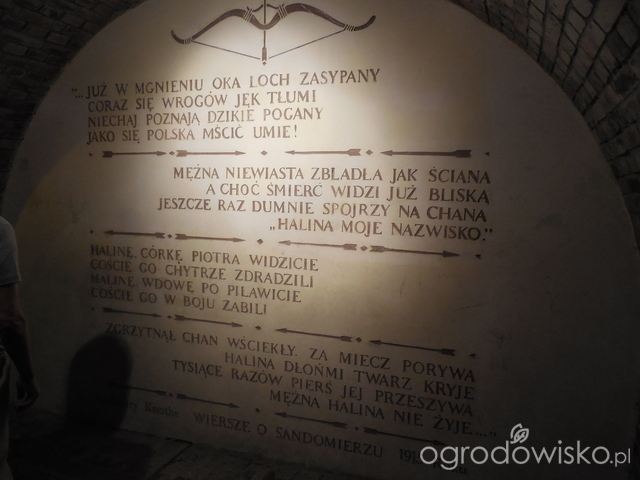 "...JUŻ W MGNIENIU OKA LOCH ZASYPANY
CORAZ SIĘ WROGÓW JĘK TŁUMI
NIECHAJ POZNAJĄ DZIKIE POGANY
JAKO SIĘ POLSKA MŚCIĆ UMIE!
MĘŻNA NIEWIASTA ZBLADŁA JAK ŚCIANA
A CHOĆ ŚMIERĆ WIDZI JUŻ BLISKĄ
JESZCZE RAZ DUMNIE SPOJRZY NA CHANA
„HALINA MOJE NAZWISKO."
HALINĘ, CÓRKĘ PIOTRA WIDZICIE
COŚCIE GO CHYTRZE ZDRADZILI
HALINĘ, WDOWĘ PO PILAWICIE
COŚCIE GO W BOJU ZABILI
ZGRZYTNĄŁ CHAN WŚCIEKŁY, ZA MIECZ PORYWA
HALINA DŁOŃMI TWARZ KRYJE
TYSIĄCE RAZÓW PIERŚ JEJ PRZESZYWA
MĘŻNA HALINA NIE ŻYJE..."
WIERSZE O SANDOMIERZU
ogrodowisko.pl